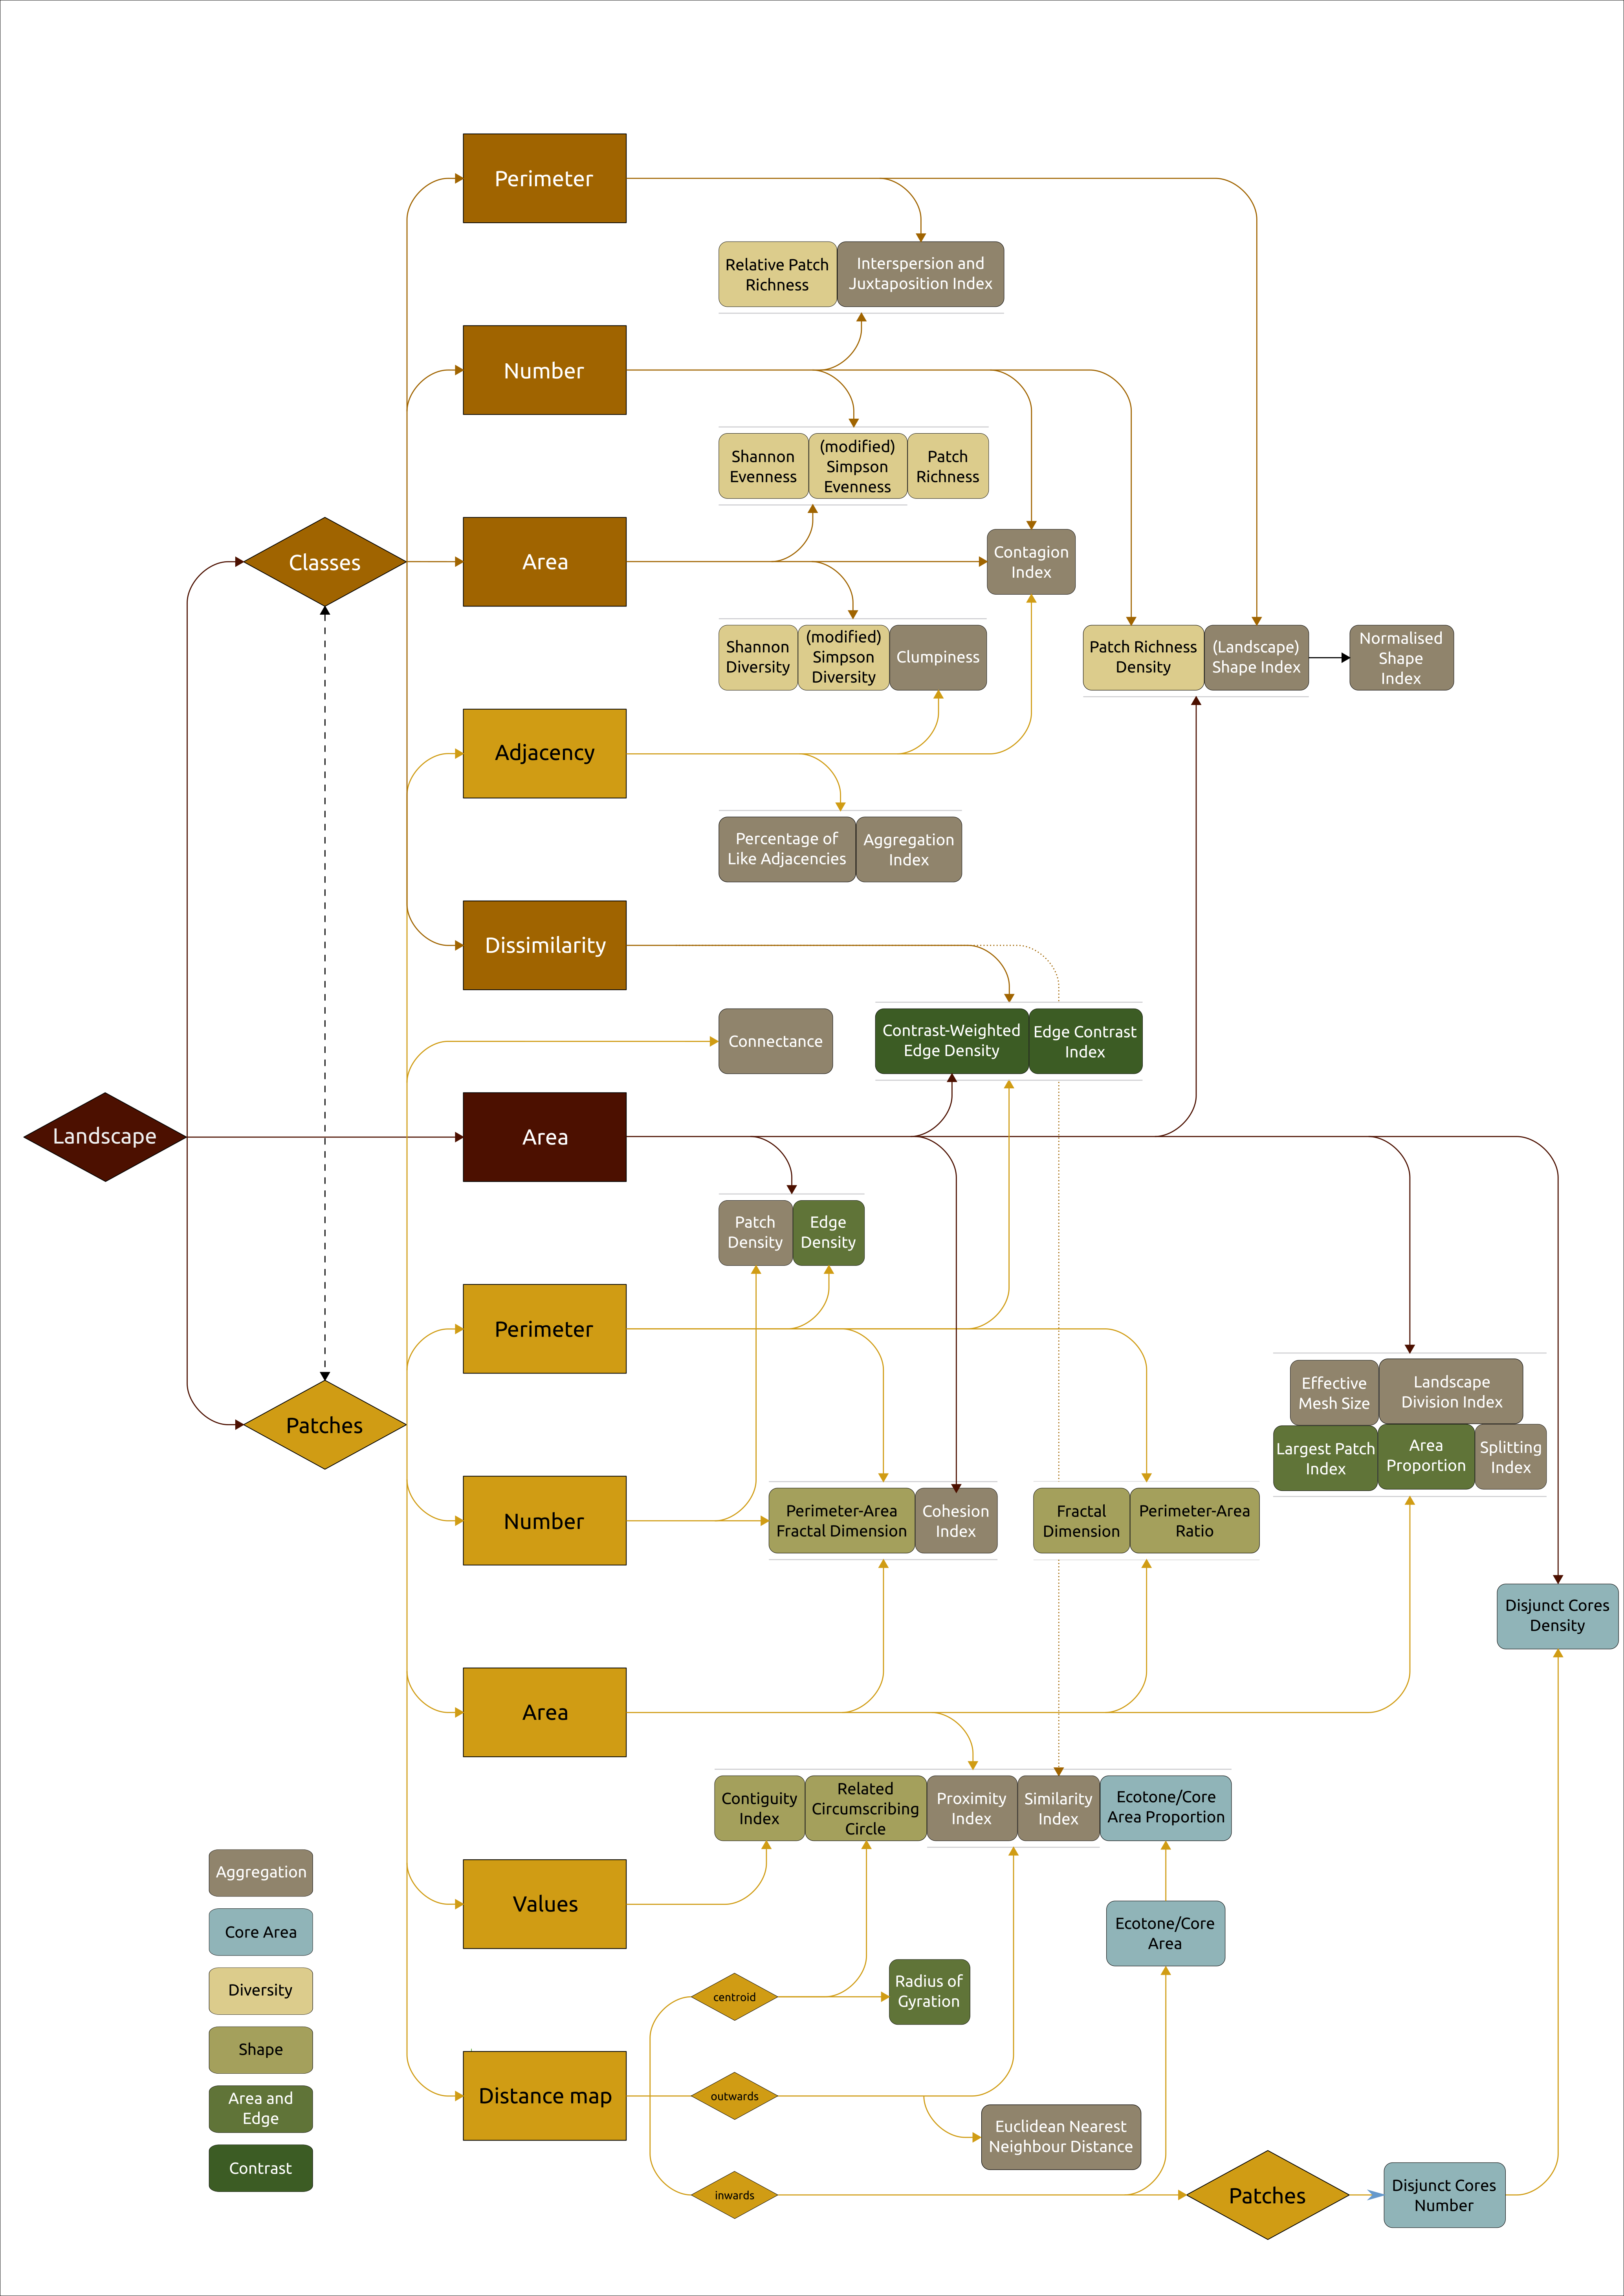 Perimeter
Relative Patch
Richness
Interspersion and
Juxtaposition Index
Number
Shannon
Evenness
(modified)
Simpson
Evenness
Patch
Richness
Classes
Area
Contagion
Index
Shannon
Diversity
(modified)
Simpson
Diversity
Clumpiness
Patch Richness
Density
(Landscape)
Shape Index
Normalised
Shape
Index
Adjacency
Percentage of
Like Adjacencies
Aggregation
Index
Dissimilarity
Connectance
Contrast-Weighted
Edge Density
Edge Contrast
Index
Landscape
Area
Patch
Density
Edge
Density
Perimeter
Effective
Mesh Size
Landscape
Division Index
Largest Patch
Index
Area
Proportion
Splitting
Index
Patches
Number
Perimeter-Area
Fractal Dimension
Cohesion
Index
Fractal
Dimension
Perimeter-Area
Ratio
Disjunct Cores
Density
Area
Contiguity
Index
Related
Circumscribing
Circle
Proximity
Index
Similarity
Index
Ecotone/Core
Area Proportion
Values
Ecotone/Core
Area
centroid
Radius of
Gyration
Distance map
outwards
Euclidean Nearest
Neighbour Distance
inwards
Patches
Disjunct Cores
Number
Aggregation
Core Area
Diversity
Shape
Area and
Edge
Contrast